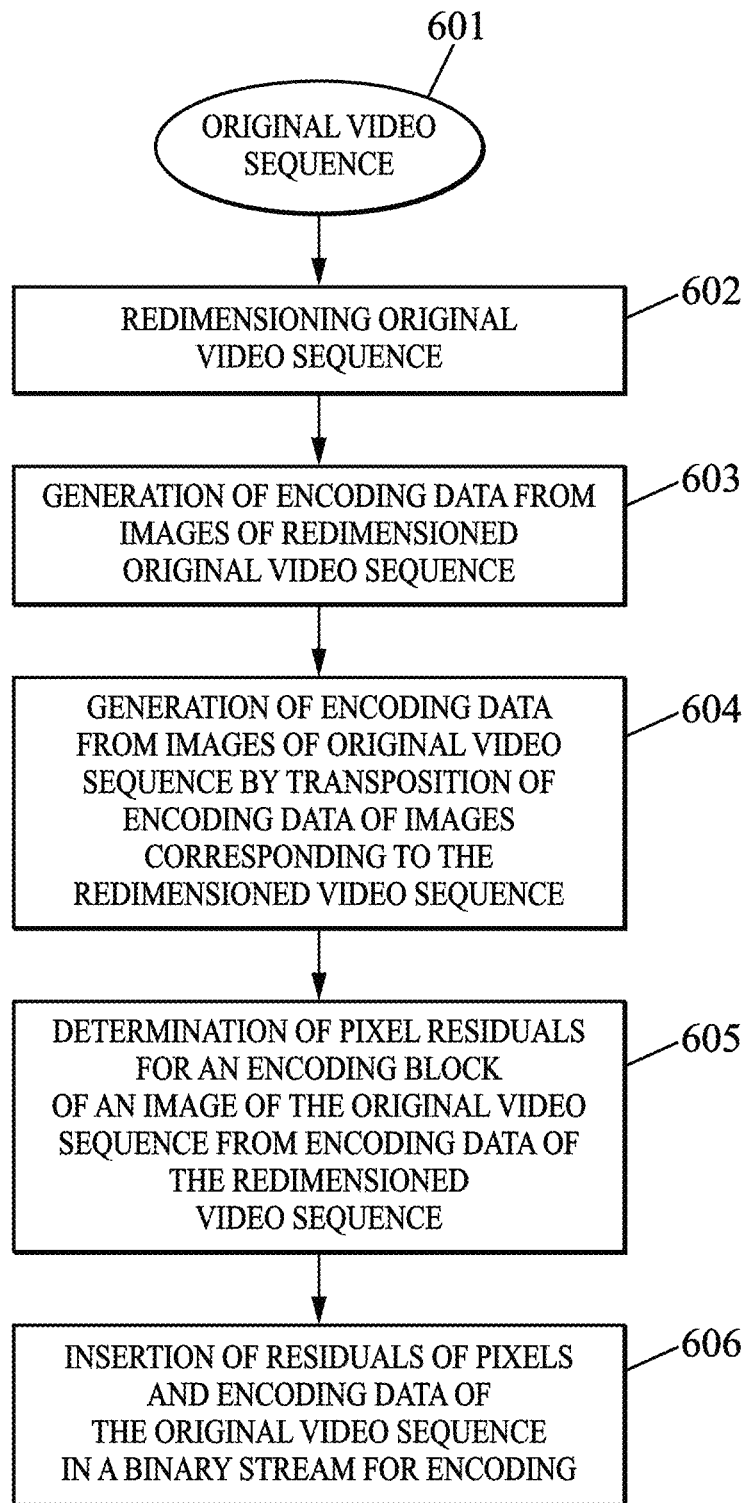 601
ORIGINAL VIDEO
SEQUENCE
602
REDIMENSIONING ORIGINAL
VIDEO SEQUENCE
603
GENERATION OF ENCODING DATA FROM
IMAGES OF REDIMENSIONED
ORIGINAL VIDEO SEQUENCE
604
GENERATION OF ENCODING DATA
FROM IMAGES OF ORIGINAL VIDEO
SEQUENCE BY TRANSPOSITION OF
ENCODING DATA OF IMAGES
CORRESPONDING TO THE
REDIMENSIONED VIDEO SEQUENCE
605
DETERMINATION OF PIXEL RESIDUALS
FOR AN ENCODING BLOCK
OF AN IMAGE OF THE ORIGINAL VIDEO
SEQUENCE FROM ENCODING DATA OF
THE REDIMENSIONED
VIDEO SEQUENCE
606
INSERTION OF RESIDUALS OF PIXELS
AND ENCODING DATA OF
THE ORIGINAL VIDEO SEQUENCE
IN A BINARY STREAM FOR ENCODING